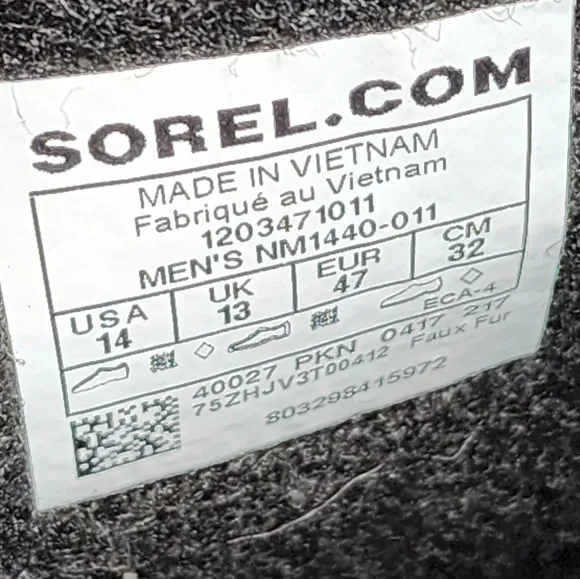 SOREL.COM
MADE IN VIETNAM
Fabriqué au Vietnam
1203471011
MEN'S NM1440-011
USA UK EUR CM
14 13 47 32
ECA-4
40027 PKN 0417 217
75ZHJV3T00412 Faux Fur
803298415972